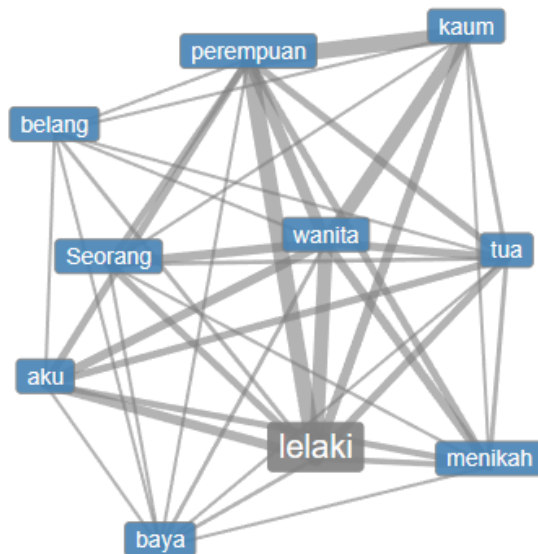 kaum
perempuan
belang
wanita
Seorang
tua
aku
lelaki
menikah
baya